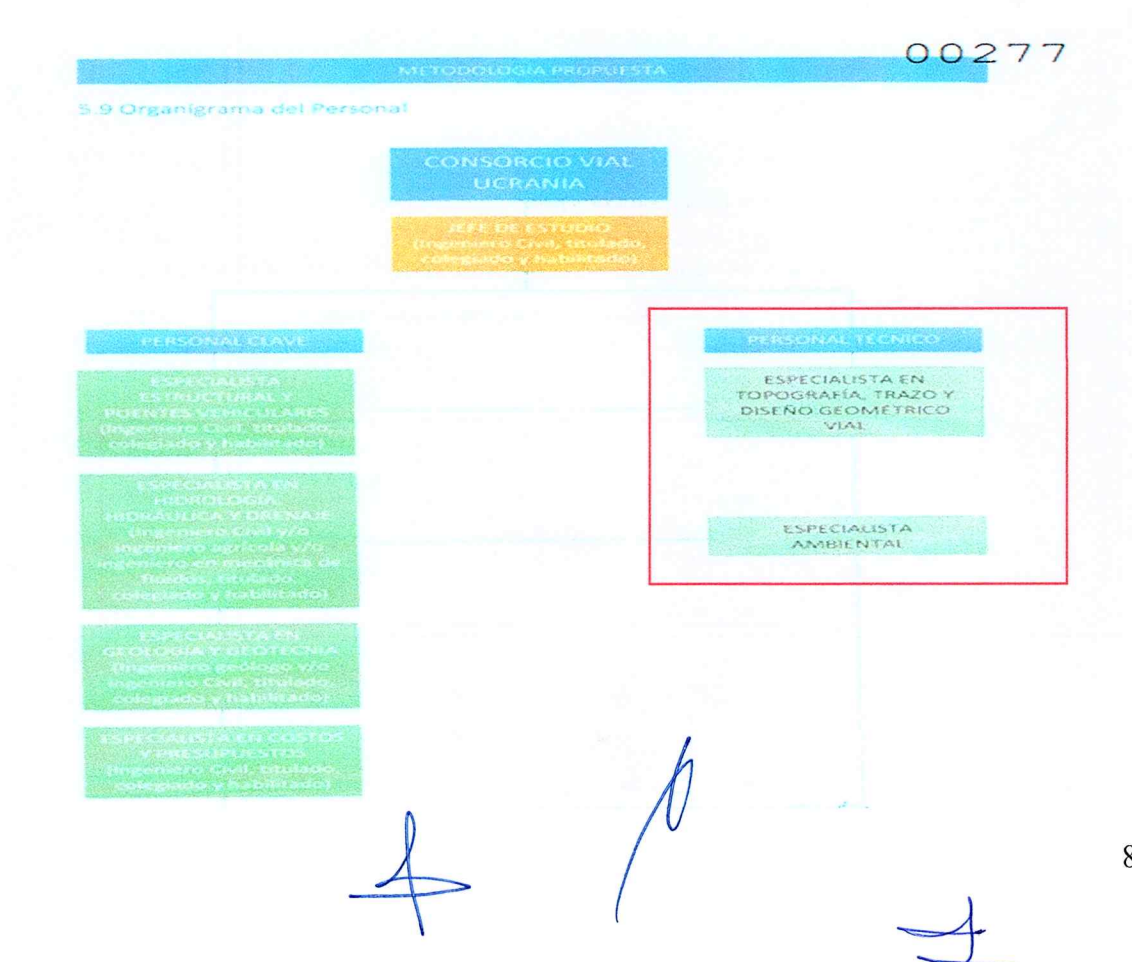 00277
METODOLOGÍA PROPUESTA
5.9 Organigrama del Personal
CONSORCIO VIAL
UCRANIA
JEFE DE ESTUDIO
(Ingeniero Civil, titulado,
colegiado y habilitado)
PERSONAL CLAVE
ESPECIALISTA
ESTRUCTURAL Y
PUENTES VEHICULARES
(Ingeniero Civil, titulado,
colegiado y habilitado)
ESPECIALISTA EN
HIDROLOGÍA,
HIDRÁULICA Y DRENAJE
(Ingeniero Civil y/o
ingeniero agrícola y/o
ingeniero en mecánica de
fluidos, titulado
colegiado y habilitado)
ESPECIALISTA EN
GEOLOGÍA Y GEOTECNIA
(Ingeniero geólogo y/o
ingeniero Civil, titulado,
colegiado y habilitado)
ESPECIALISTA EN COSTOS
Y PRESUPUESTOS
(Ingeniero Civil, titulado,
colegiado y habilitado)
PERSONAL TÉCNICO
ESPECIALISTA EN
TOPOGRAFÍA, TRAZO Y
DISEÑO GEOMÉTRICO
VIAL
ESPECIALISTA
AMBIENTAL
8